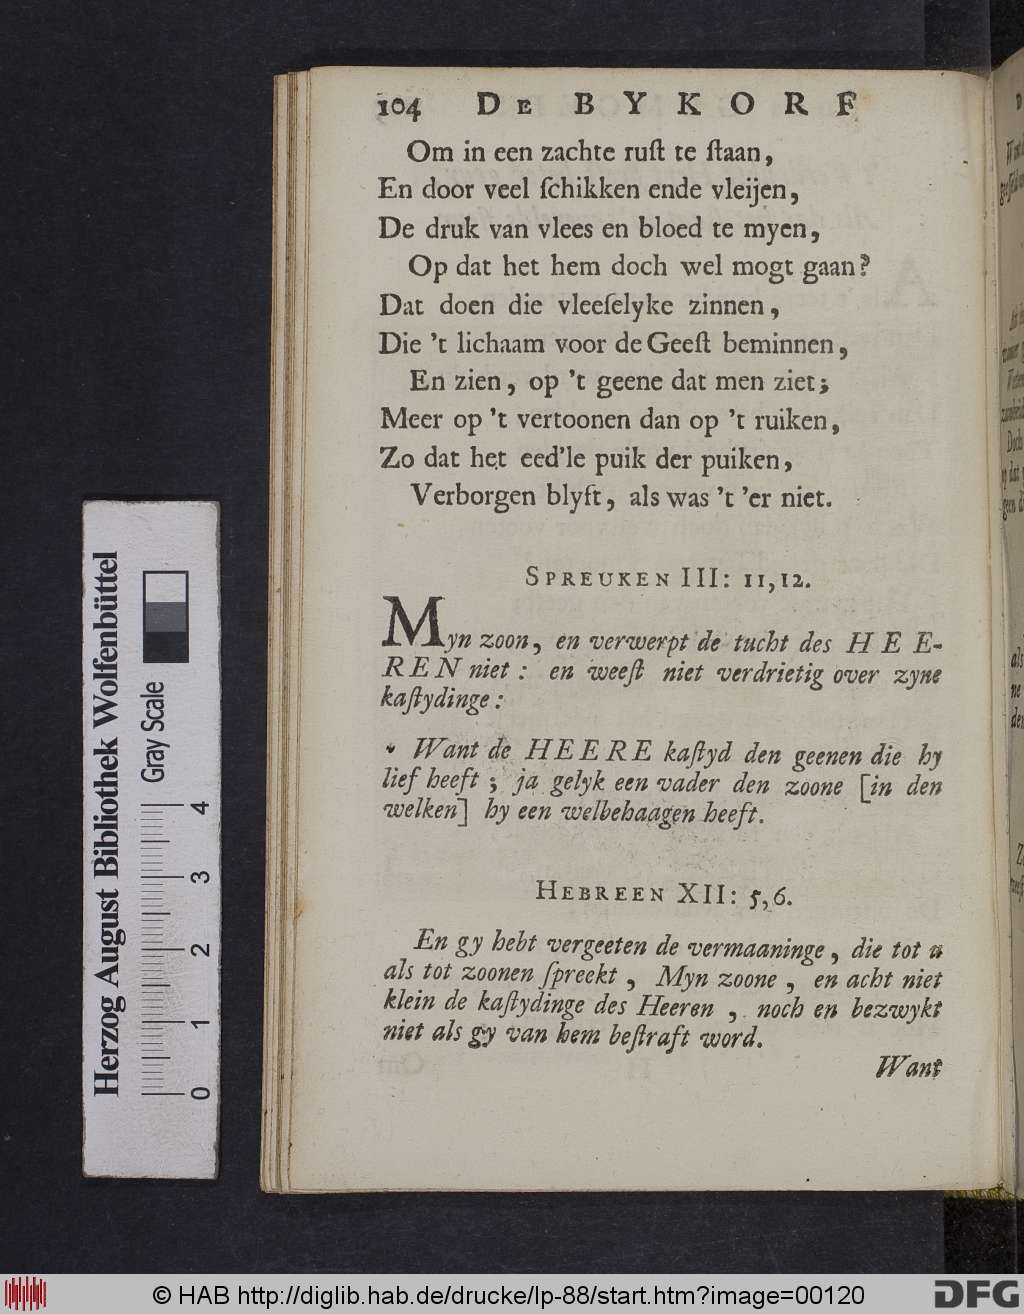 104 DE BYKORF
Om in een zachte ruſt te ſtaan,
En door veel ſchikken ende vleijen,
De druk van vlees en bloed te myen,
Op dat het hem doch wel mogt gaan?
Dat doen die vleeſelyke zinnen,
Die 't lichaam voor de Geeſt beminnen,
En zien, op 't geene dat men ziet;
Meer op 't vertoonen dan op 't ruiken,
Zo dat het eed'le puik der puiken,
Verborgen blyft, als was 't 'er niet.
SPREUKEN III: 11,12.
Myn zoon, en verwerpt de tucht des HEE-
REN niet: en weeſt niet verdrietig over zyne
kaſtydinge:
Want de HEERE kaſtyd den geenen die hy
lief heeft; ja gelyk een vader den zoone [in den
welken] hy een welbehaagen heeft.
HEBREEN XII: 5,6.
En gy hebt vergeeten de vermaaninge, die tot u
als tot zoonen ſpreekt, Myn zoone, en acht niet
klein de kaſtydinge des Heeren, noch en bezwykt
niet als gy van hem beſtraft word.
Want
Herzog August Bibliothek Wolfenbüttel
Gray Scale
0 1 2 3 4
© HAB http://diglib.hab.de/drucke/lp-88/start.htm?image=00120
DFG